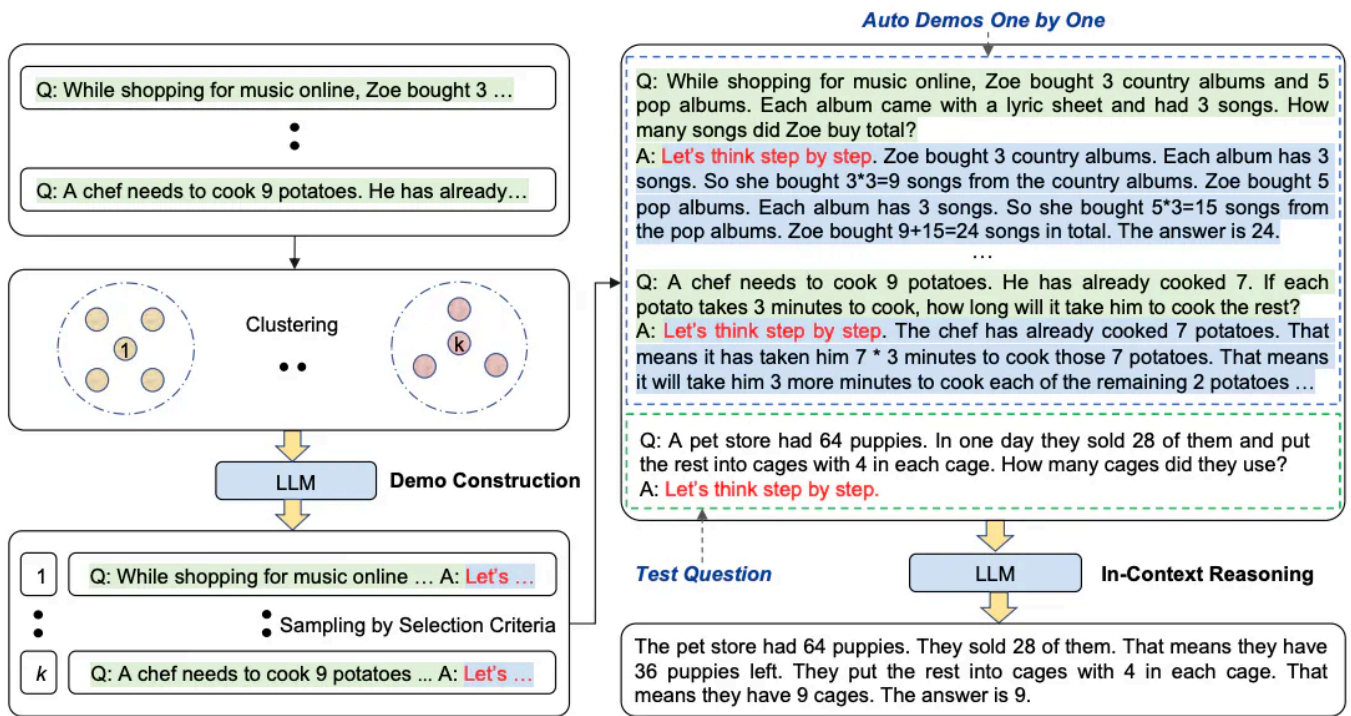 Q: While shopping for music online, Zoe bought 3 …
Q: A chef needs to cook 9 potatoes. He has already…
1
Clustering
k
LLM
Demo Construction
1
Q: While shopping for music online … A: Let's …
Sampling by Selection Criteria
k
Q: A chef needs to cook 9 potatoes ... A: Let's …
Auto Demos One by One
Q: While shopping for music online, Zoe bought 3 country albums and 5
pop albums. Each album came with a lyric sheet and had 3 songs. How
many songs did Zoe buy total?
A: Let's think step by step. Zoe bought 3 country albums. Each album has 3
songs. So she bought 3*3=9 songs from the country albums. Zoe bought 5
pop albums. Each album has 3 songs. So she bought 5*3=15 songs from
the pop albums. Zoe bought 9+15=24 songs in total. The answer is 24.
…
Q: A chef needs to cook 9 potatoes. He has already cooked 7. If each
potato takes 3 minutes to cook, how long will it take him to cook the rest?
A: Let's think step by step. The chef has already cooked 7 potatoes. That
means it has taken him 7 * 3 minutes to cook those 7 potatoes. That means
it will take him 3 more minutes to cook each of the remaining 2 potatoes …
Q: A pet store had 64 puppies. In one day they sold 28 of them and put
the rest into cages with 4 in each cage. How many cages did they use?
A: Let's think step by step.
Test Question
LLM
In-Context Reasoning
The pet store had 64 puppies. They sold 28 of them. That means they have
36 puppies left. They put the rest into cages with 4 in each cage. That
means they have 9 cages. The answer is 9.